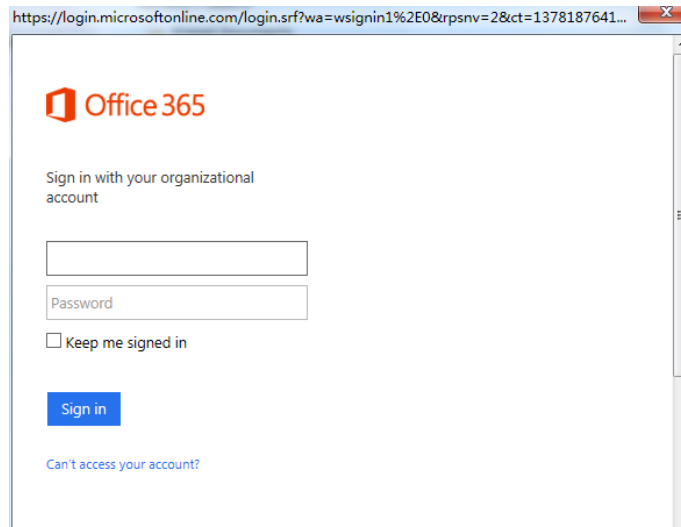 https://login.microsoftonline.com/login.srf?wa=wsignin1%2E0&rpsnv=2&ct=1378187641...
Office 365
Sign in with your organizational
account
Password
Keep me signed in
Sign in
Can't access your account?